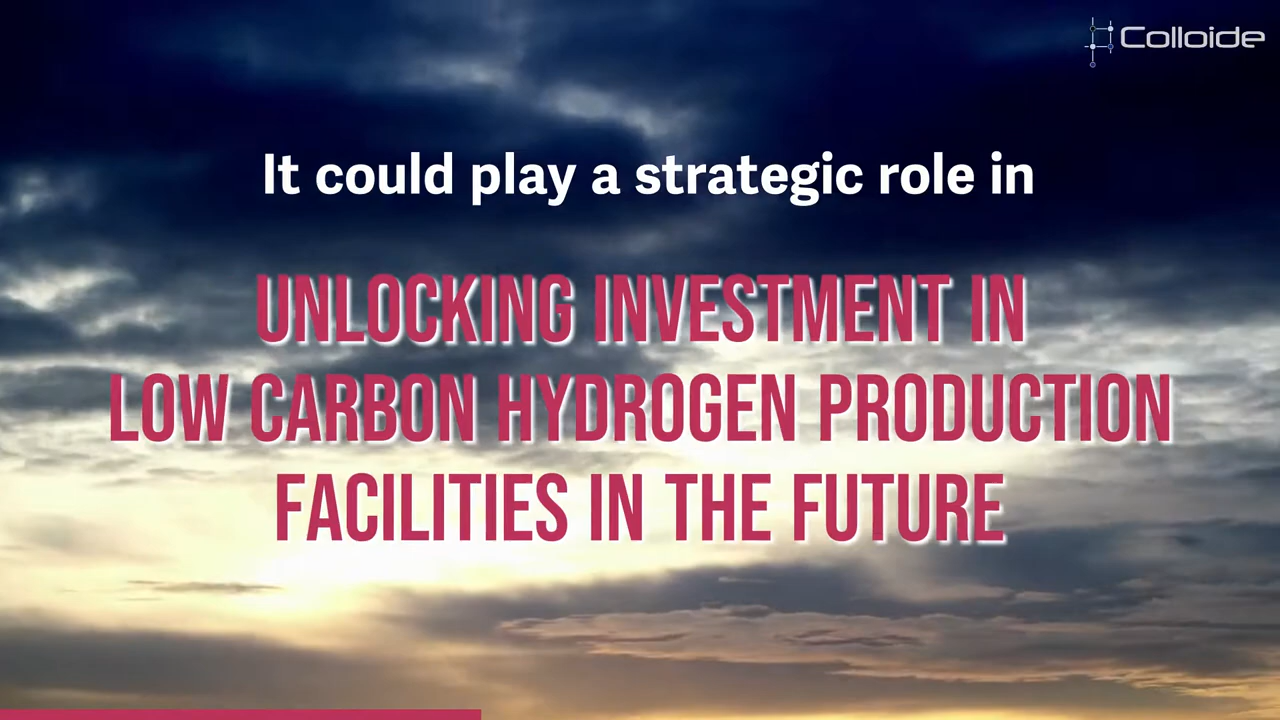 Colloide
It could play a strategic role in
UNLOCKING INVESTMENT IN
LOW CARBON HYDROGEN PRODUCTION
FACILITIES IN THE FUTURE